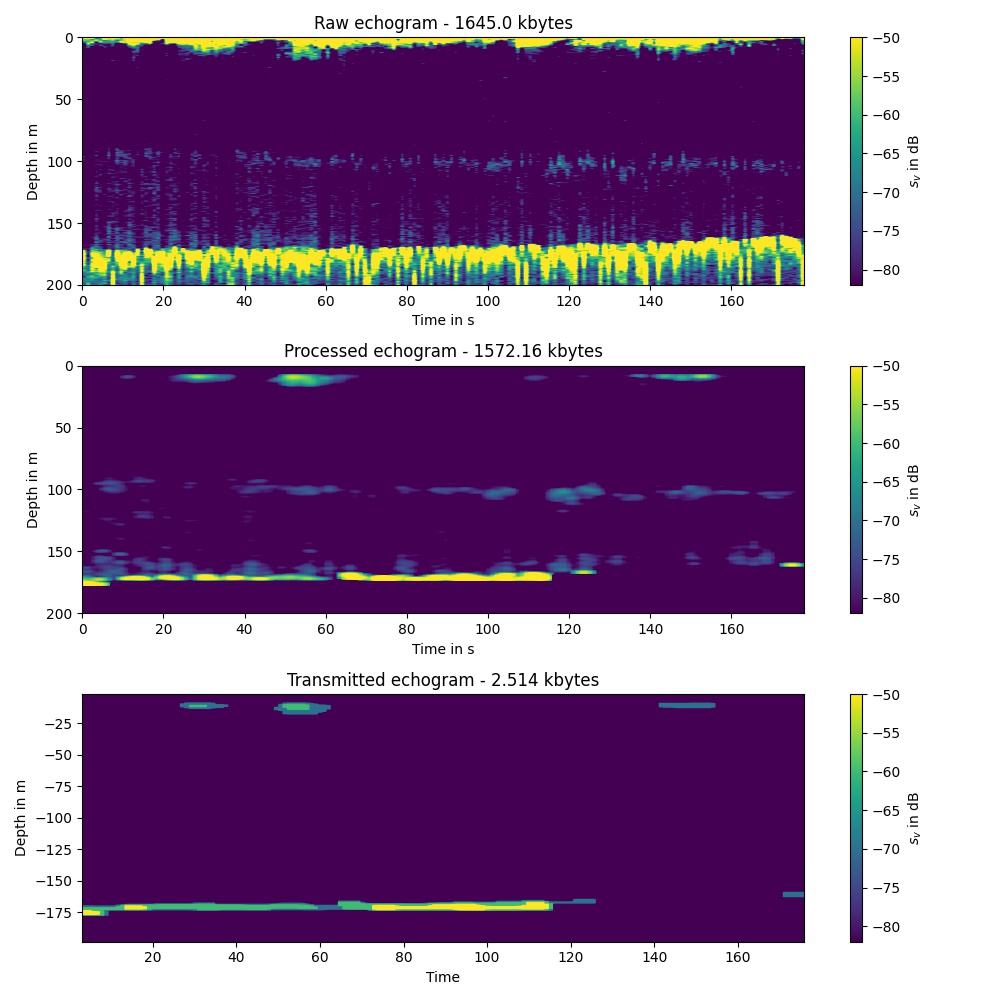 Raw echogram - 1645.0 kbytes
0
50
100
150
200
Depth in m
0 20 40 60 80 100 120 140 160
Time in s
−50
−55
−60
−65
−70
−75
−80
s_v in dB
Processed echogram - 1572.16 kbytes
0
50
100
150
200
Depth in m
0 20 40 60 80 100 120 140 160
Time in s
−50
−55
−60
−65
−70
−75
−80
s_v in dB
Transmitted echogram - 2.514 kbytes
−25
−50
−75
−100
−125
−150
−175
Depth in m
20 40 60 80 100 120 140 160
Time
−50
−55
−60
−65
−70
−75
−80
s_v in dB